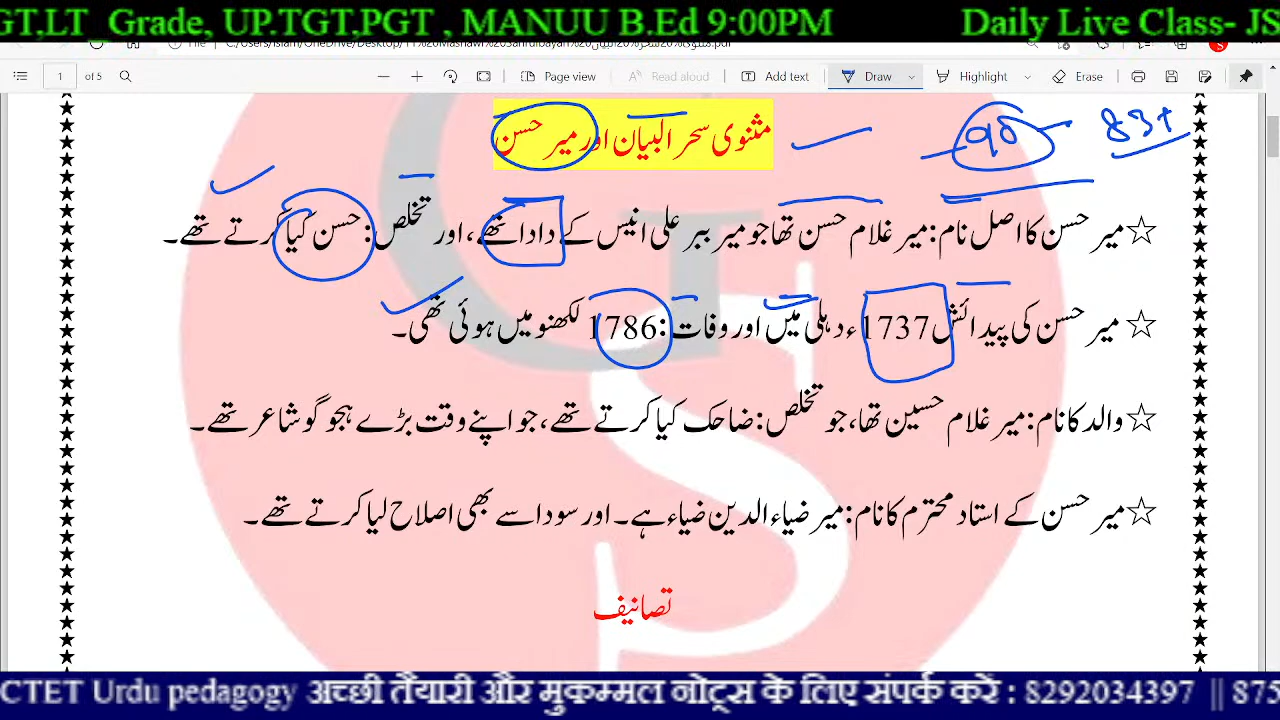 GT,LT_Grade, UP.TGT,PGT , MANUU B.Ed 9:00PM Daily Live Class- JS
1 of 5 Page view Read aloud Add text Draw Highlight Erase
مثنوی سحر البیان اور میر حسن
90 83+
☆ میر حسن کا اصل نام: میر غلام حسن تھا جو میر ببر علی انیس کے دادا تھے، اور تخلص: حسن کیا کرتے تھے۔
☆ میر حسن کی پیدائش 1737ء دہلی میں اور وفات: 1786 لکھنو میں ہوئی تھی۔
☆ والد کا نام: میر غلام حسین تھا، جو تخلص: ضاحک کیا کرتے تھے، جو اپنے وقت بڑے ہجو گو شاعر تھے۔
☆ میر حسن کے استاد محترم کا نام: میر ضیاء الدین ضیاء ہے۔ اور سودا سے بھی اصلاح لیا کرتے تھے۔
تصانیف
CTET Urdu pedagogy अच्छी तैयारी और मुकम्मल नोट्स के लिए संपर्क करें : 8292034397 || 875